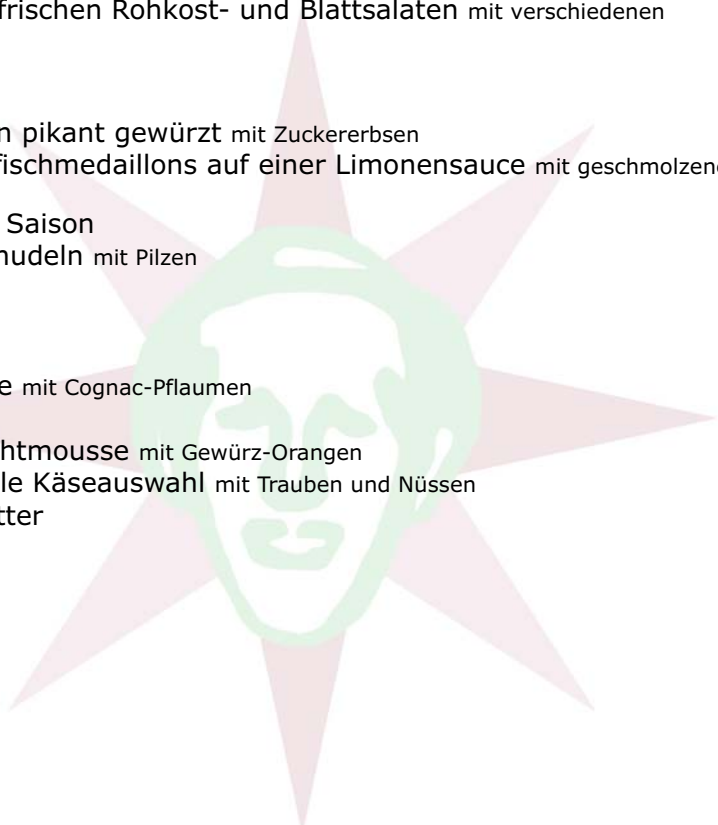 frischen Rohkost- und Blattsalaten mit verschiedenen
n pikant gewürzt mit Zuckererbsen
fischmedaillons auf einer Limonensauce mit geschmolzene
Saison
nudeln mit Pilzen
e mit Cognac-Pflaumen
htmousse mit Gewürz-Orangen
le Käseauswahl mit Trauben und Nüssen
tter